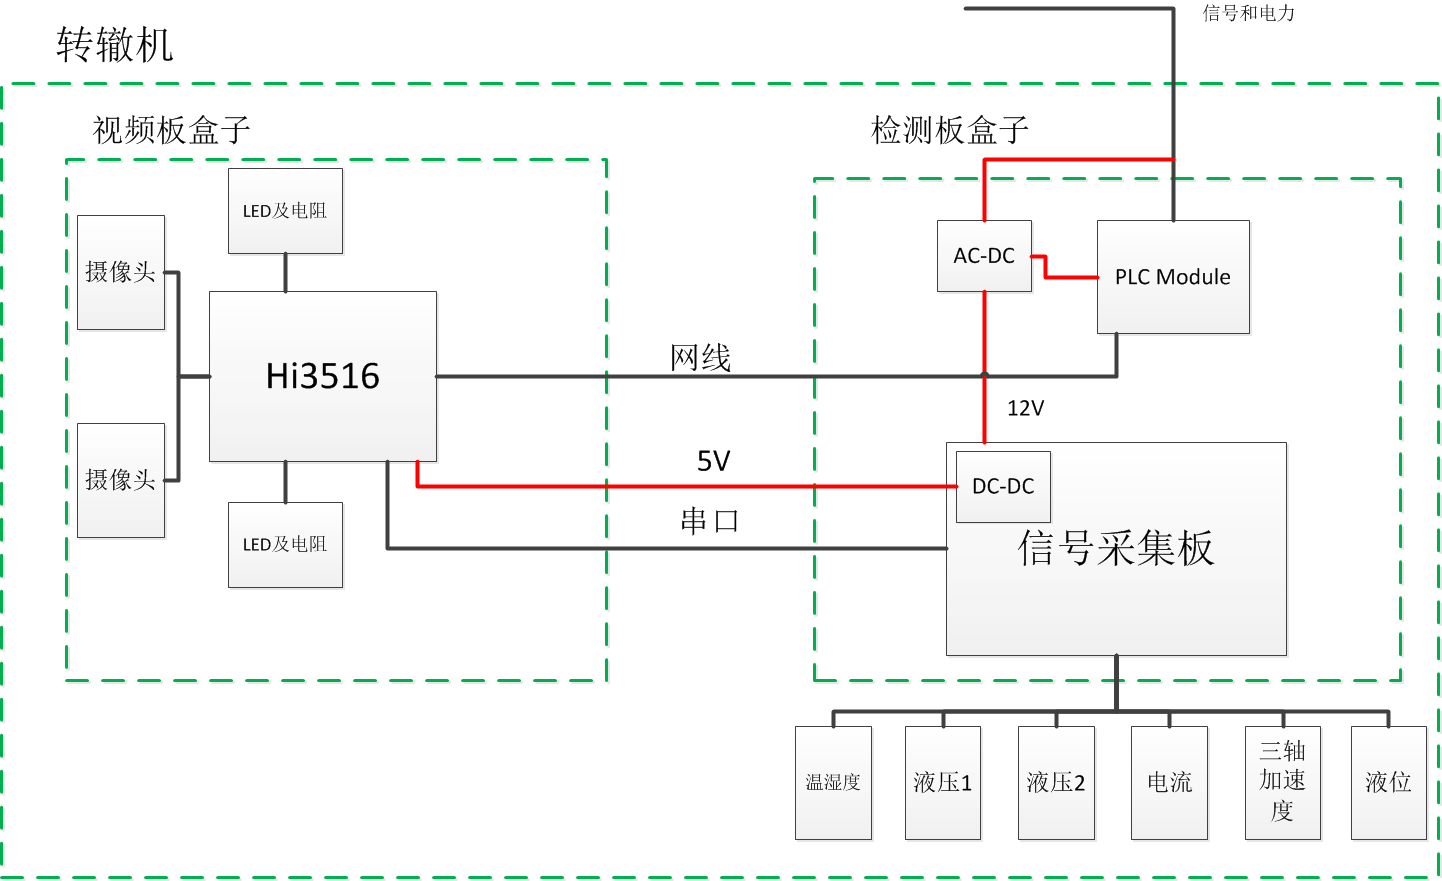 信号和电力
转辙机
视频板盒子
检测板盒子
LED及电阻
摄像头
AC-DC
PLC Module
Hi3516
网线
12V
5V
摄像头
DC-DC
串口
信号采集板
LED及电阻
温湿度
液压1
液压2
电流
三轴
加速
度
液位